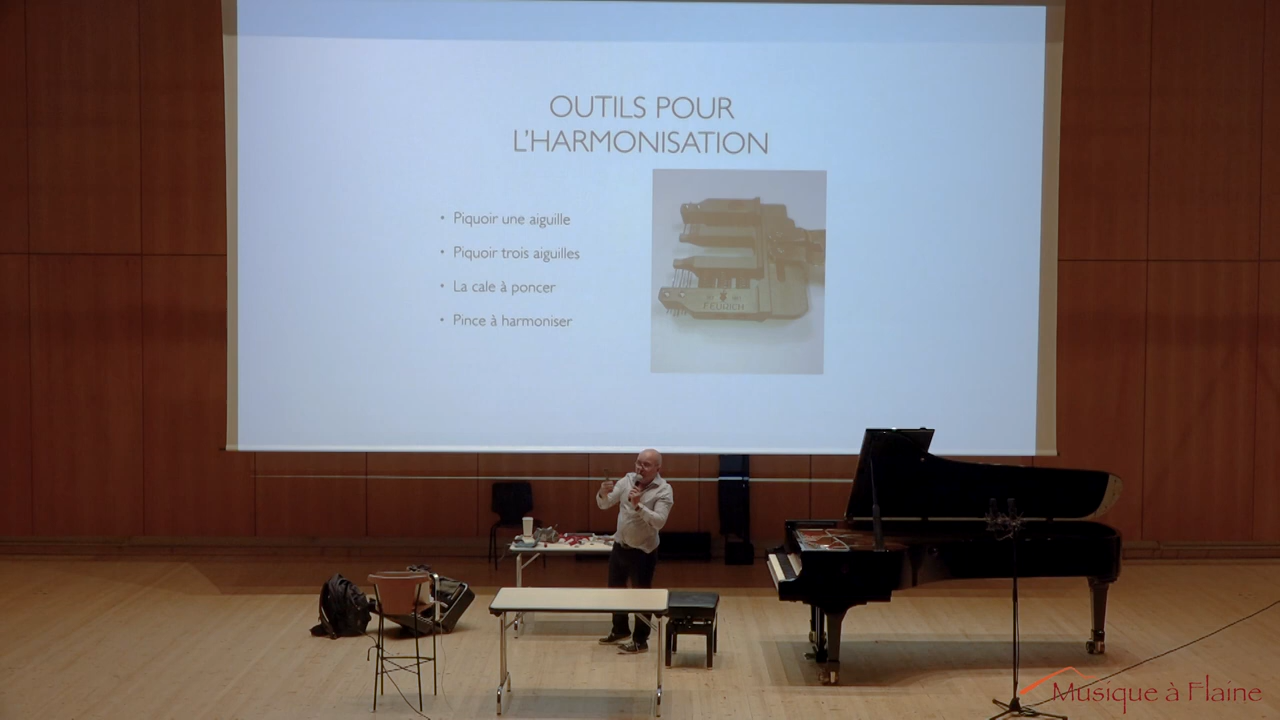 OUTILS POUR
L'HARMONISATION
• Piquoir une aiguille
• Piquoir trois aiguilles
• La cale à poncer
• Pince à harmoniser
FEURICH
Musique à Flaine